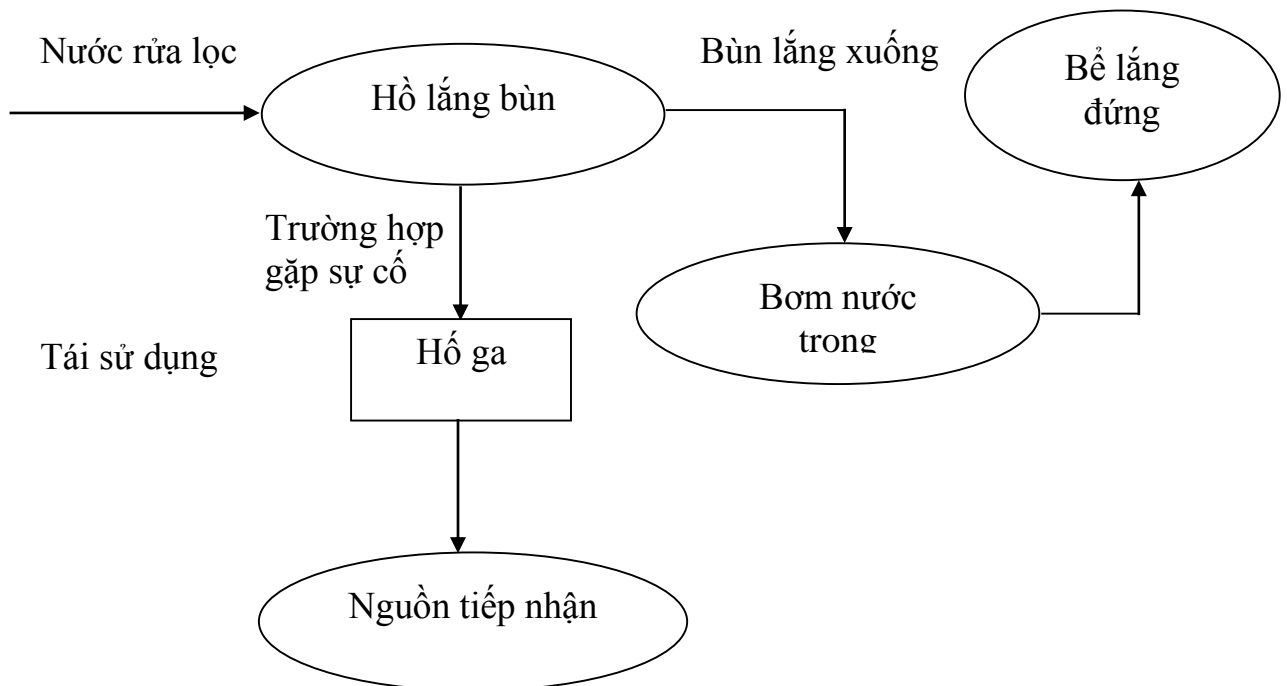 Nước rửa lọc
Hồ lắng bùn
Bùn lắng xuống
Bể lắng
đứng
Trường hợp
gặp sự cố
Bơm nước
trong
Tái sử dụng
Hố ga
Nguồn tiếp nhận